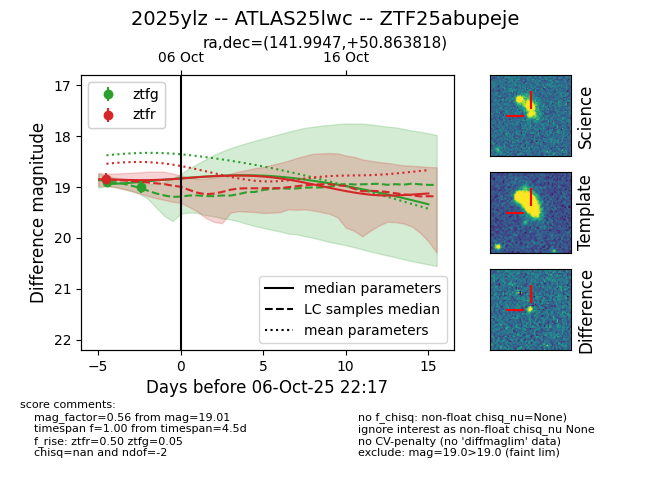 2025ylz -- ATLAS25lwc -- ZTF25abupeje
ra,dec=(141.9947,+50.863818)
06 Oct
16 Oct
17
18
19
20
21
22
Difference magnitude
ztfg
ztfr
median parameters
LC samples median
mean parameters
−5
0
5
10
15
Days before 06-Oct-25 22:17
Science
Template
Difference
score comments:
mag_factor=0.56 from mag=19.01
timespan f=1.00 from timespan=4.5d
f_rise: ztfr=0.50 ztfg=0.05
chisq=nan and ndof=-2
no f_chisq: non-float chisq_nu=None)
ignore interest as non-float chisq_nu None
no CV-penalty (no 'diffmaglim' data)
exclude: mag=19.0>19.0 (faint lim)